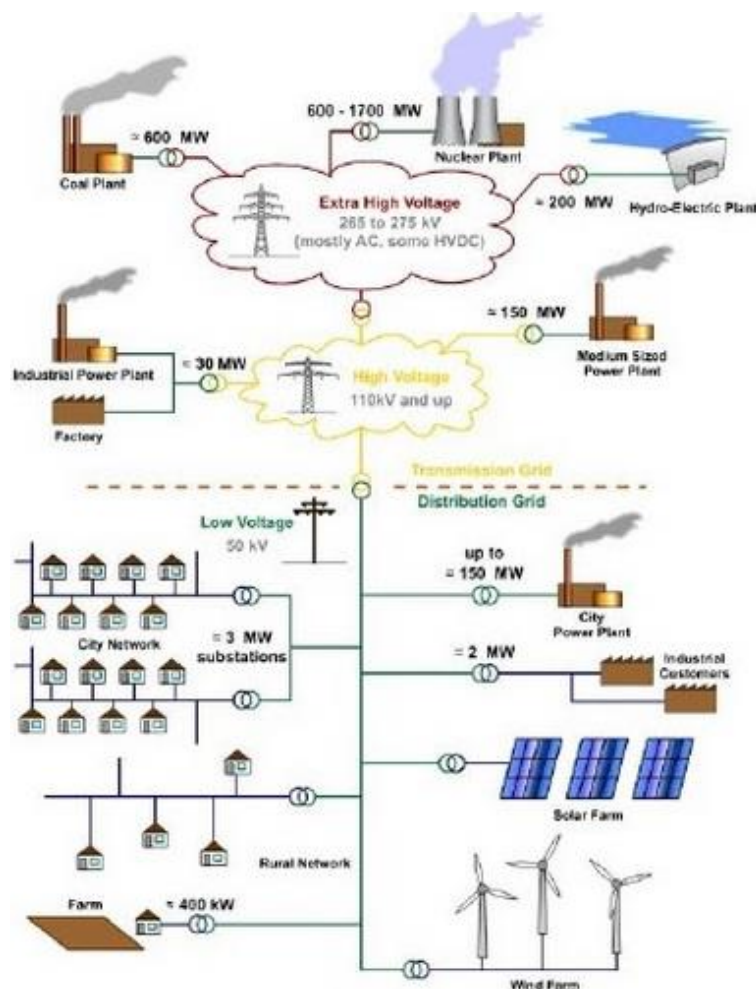 600 - 1700 MW
≈ 600 MW
Nuclear Plant
Coal Plant
Extra High Voltage
265 to 275 kV
(mostly AC, some HVDC)
≈ 200 MW
Hydro-Electric Plant
≈ 150 MW
≈ 30 MW
Medium Sized
Power Plant
Industrial Power Plant
High Voltage
110kV and up
Factory
Transmission Grid
Distribution Grid
Low Voltage
50 kV
up to
≈ 150 MW
City
Power Plant
City Network
≈ 3 MW
substations
≈ 2 MW
Industrial
Customers
Solar Farm
Rural Network
Farm
≈ 400 kW
Wind Farm